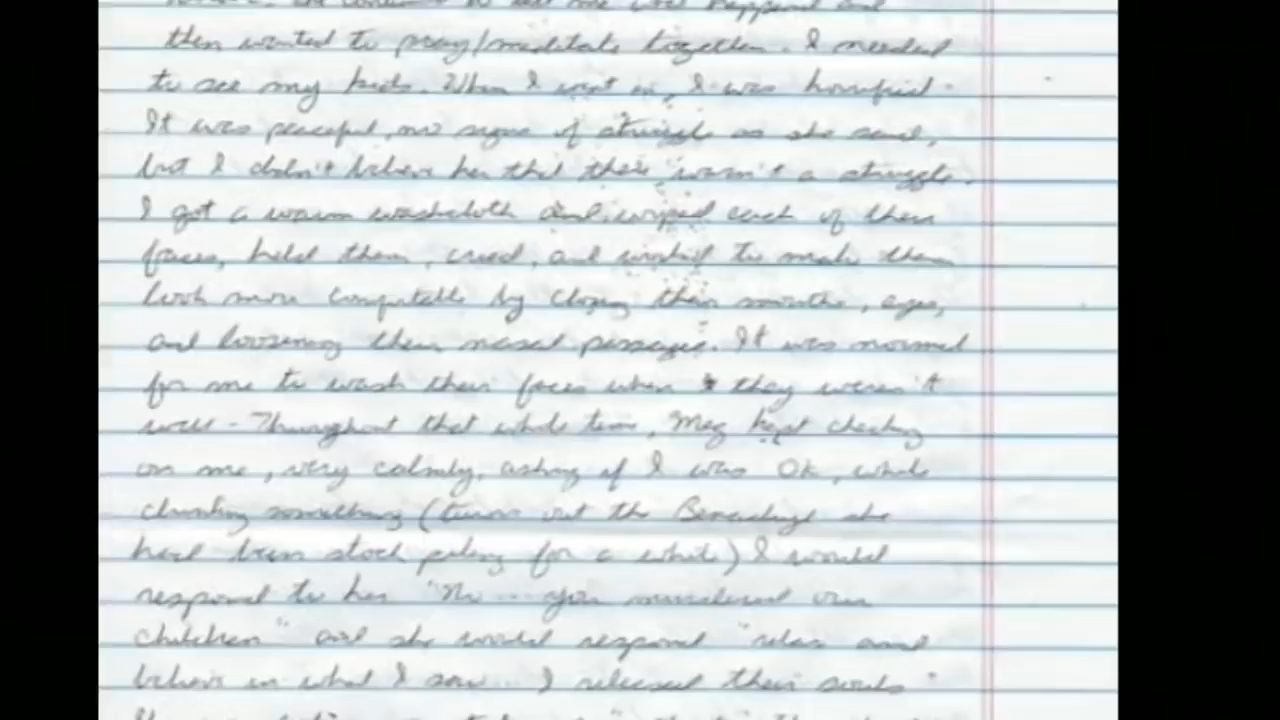 happened and
then wanted to pray/meditate together. I needed
to see my kids. When I went in, I was horrified.
It was peaceful, no signs of struggle as she said,
but I didn't believe her that there wasn't a struggle.
I got a warm washcloth and wiped each of their
faces, held them, cried, and worked to make them
look more comfortable by closing their mouths, eyes,
and loosening their nasal passages. It was normal
for me to wash their faces when they weren't
well. Throughout that whole time, Meg kept checking
on me, very calmly, asking if I was OK, while
drinking something (turns out the Benadryl she
had been stock piling for a while) I would
respond to her "No... you murdered our
children" and she would respond "relax and
believe in what I saw... I released their souls"